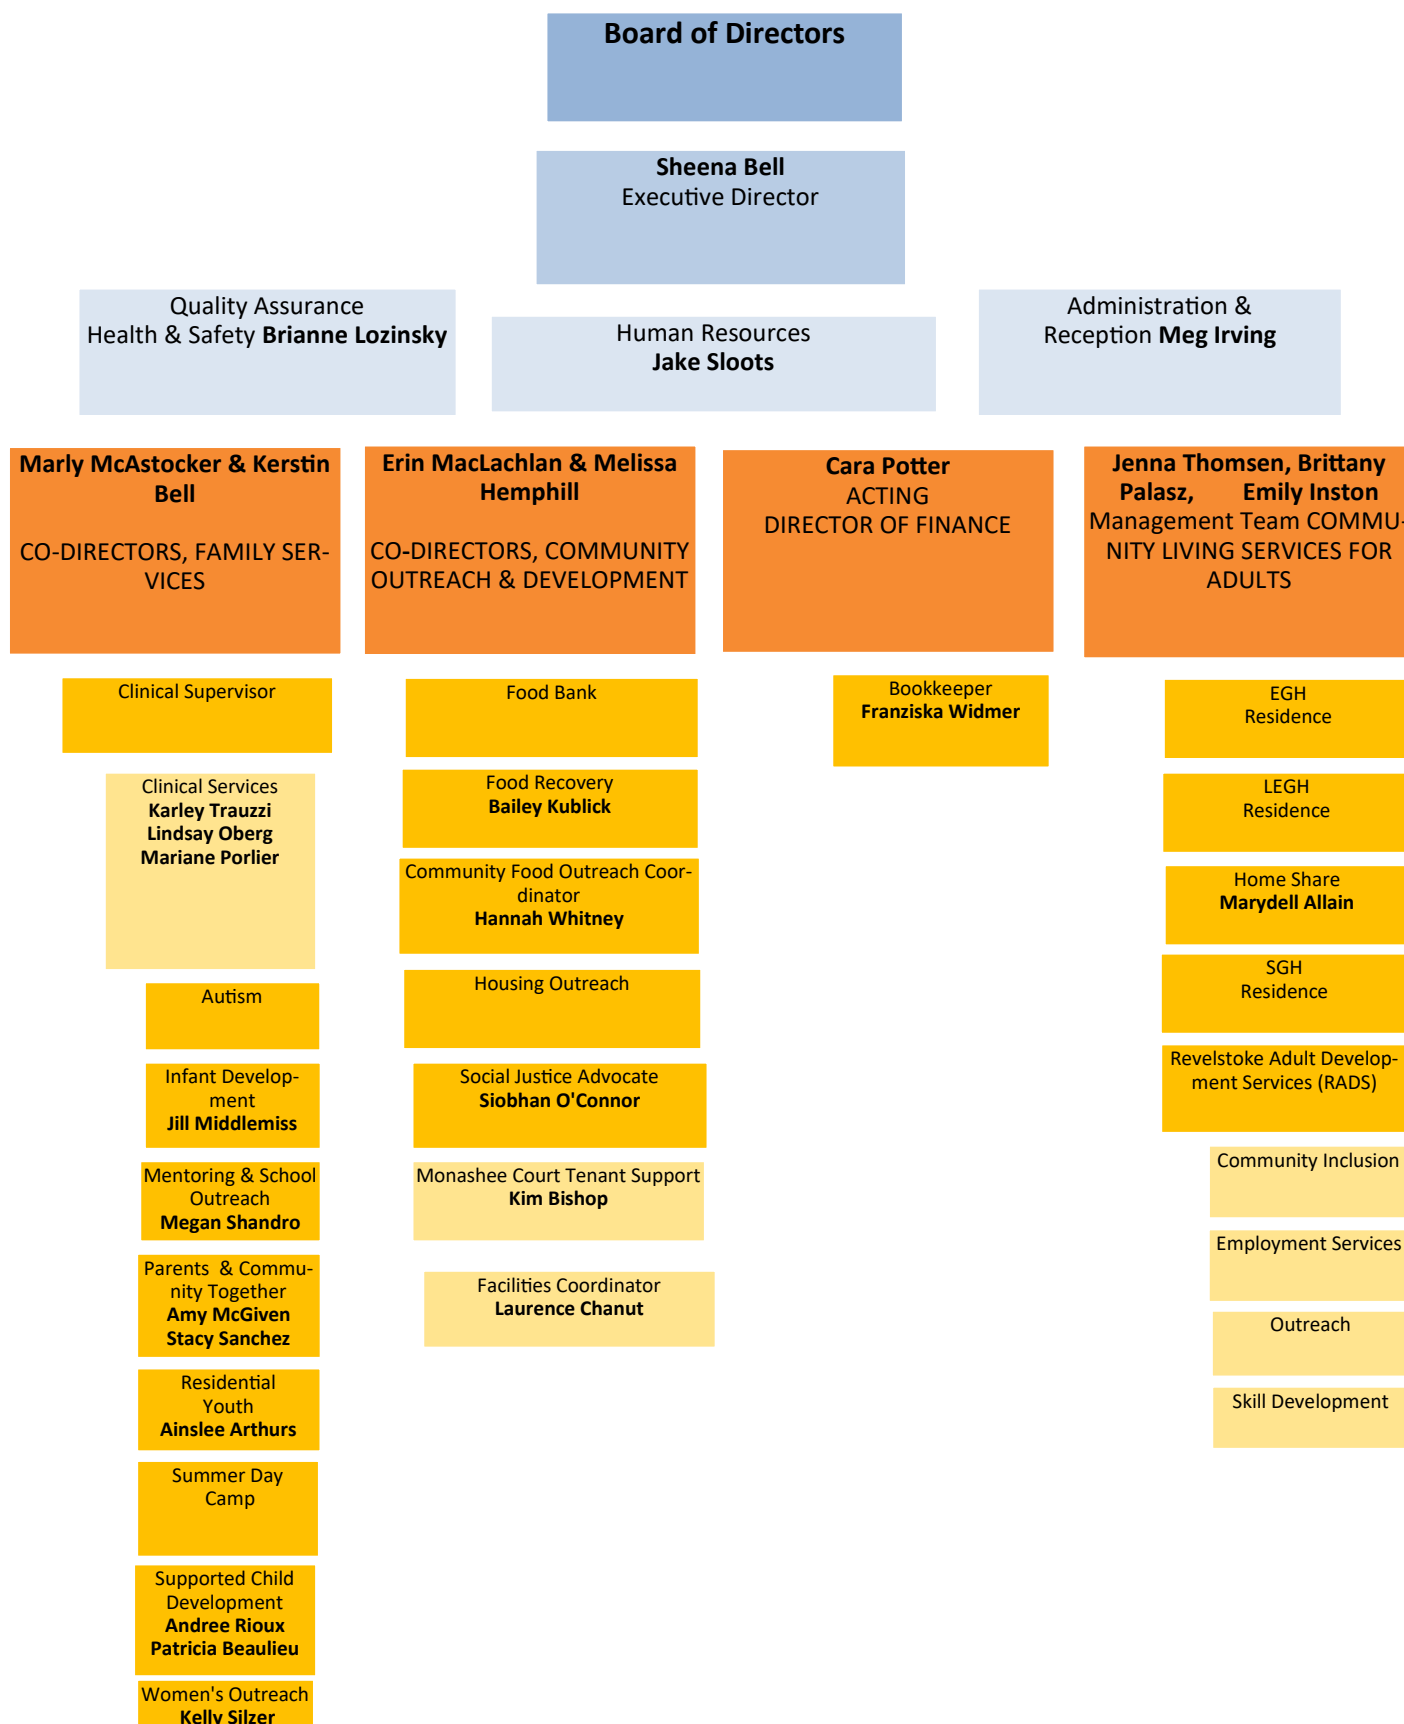 Board of Directors
Sheena Bell
Executive Director
Quality Assurance
Health & Safety Brianne Lozinsky
Human Resources
Jake Sloots
Administration &
Reception Meg Irving
Marly McAstocker & Kerstin
Bell
CO-DIRECTORS, FAMILY SER-
VICES
Clinical Supervisor
Clinical Services
Karley Trauzzi
Lindsay Oberg
Mariane Porlier
Autism
Infant Develop-
ment
Jill Middlemiss
Mentoring & School
Outreach
Megan Shandro
Parents & Commu-
nity Together
Amy McGiven
Stacy Sanchez
Residential
Youth
Ainslee Arthurs
Summer Day
Camp
Supported Child
Development
Andree Rioux
Patricia Beaulieu
Women's Outreach
Kelly Silzer
Erin MacLachlan & Melissa
Hemphill
CO-DIRECTORS, COMMUNITY
OUTREACH & DEVELOPMENT
Food Bank
Food Recovery
Bailey Kublick
Community Food Outreach Coor-
dinator
Hannah Whitney
Housing Outreach
Social Justice Advocate
Siobhan O'Connor
Monashee Court Tenant Support
Kim Bishop
Facilities Coordinator
Laurence Chanut
Cara Potter
ACTING
DIRECTOR OF FINANCE
Bookkeeper
Franziska Widmer
Jenna Thomsen, Brittany
Palasz, Emily Inston
Management Team COMMU-
NITY LIVING SERVICES FOR
ADULTS
EGH
Residence
LEGH
Residence
Home Share
Marydell Allain
SGH
Residence
Revelstoke Adult Develop-
ment Services (RADS)
Community Inclusion
Employment Services
Outreach
Skill Development